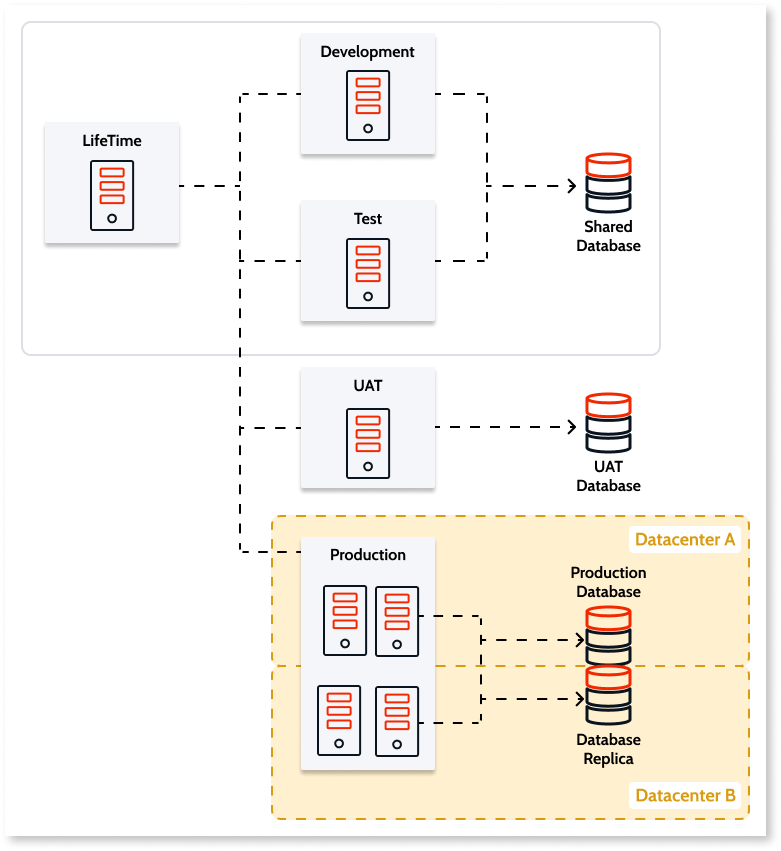 Development
LifeTime
Test
Shared
Database
UAT
UAT
Database
Datacenter A
Production
Production
Database
Database
Replica
Datacenter B